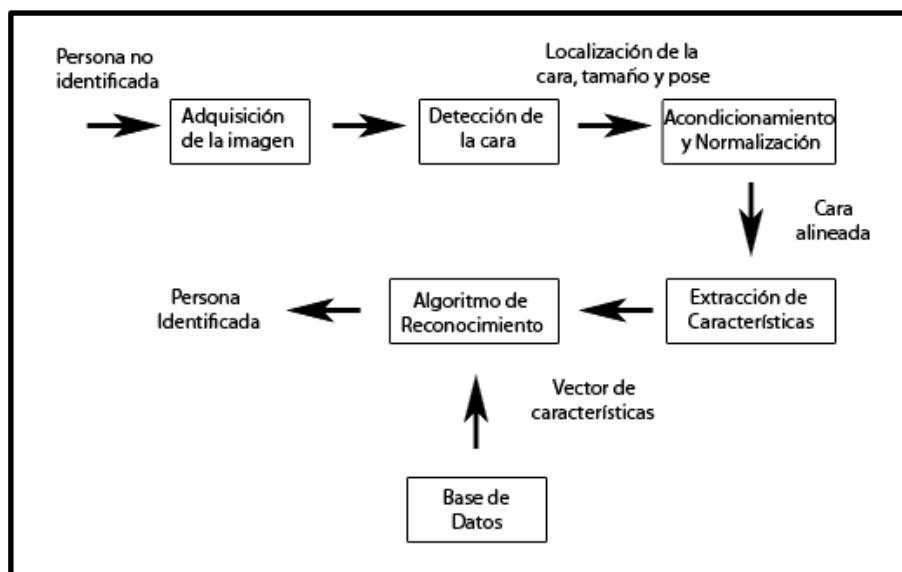 Persona no
identificada
Adquisición
de la imagen
Detección de
la cara
Localización de la
cara, tamaño y pose
Acondicionamiento
y Normalización
Cara
alineada
Extracción de
Características
Algoritmo de
Reconocimiento
Persona
Identificada
Vector de
características
Base de
Datos